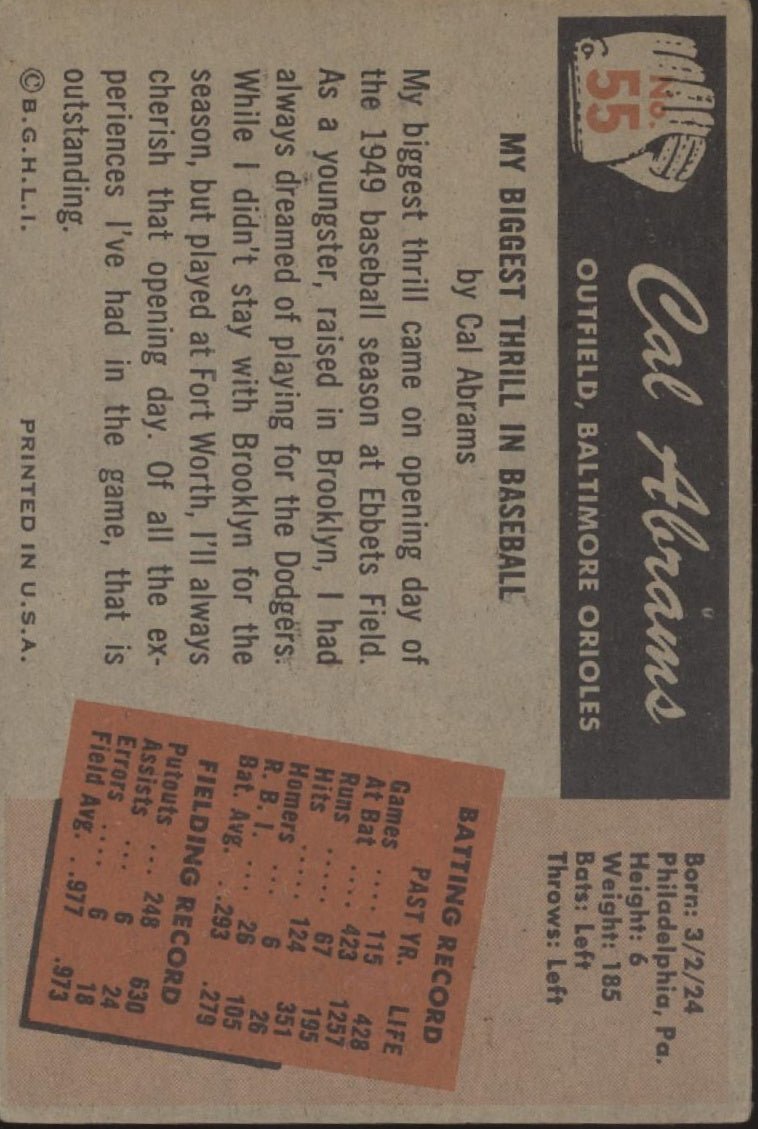 No.
55
Cal Abrams
OUTFIELD, BALTIMORE ORIOLES
Born: 3/2/24
Philadelphia, Pa.
Height: 6
Weight: 185
Bats: Left
Throws: Left
MY BIGGEST THRILL IN BASEBALL
by Cal Abrams
My biggest thrill came on opening day of
the 1949 baseball season at Ebbets Field.
As a youngster, raised in Brooklyn, I had
always dreamed of playing for the Dodgers.
While I didn't stay with Brooklyn for the
season, but played at Fort Worth, I'll always
cherish that opening day. Of all the ex-
periences I've had in the game, that is
outstanding.
BATTING RECORD
PAST YR. LIFE
Games .... 115 428
At Bat .... 423 1257
Runs ..... 67 195
Hits ..... 124 351
Homers ... 6 26
R. B. I. ... 26 105
Bat. Avg. . .293 .279
FIELDING RECORD
Putouts ... 248 630
Assists ... 6 24
Errors .... 6 18
Field Avg. . .977 .973
© B.G.H.L.I. PRINTED IN U.S.A.